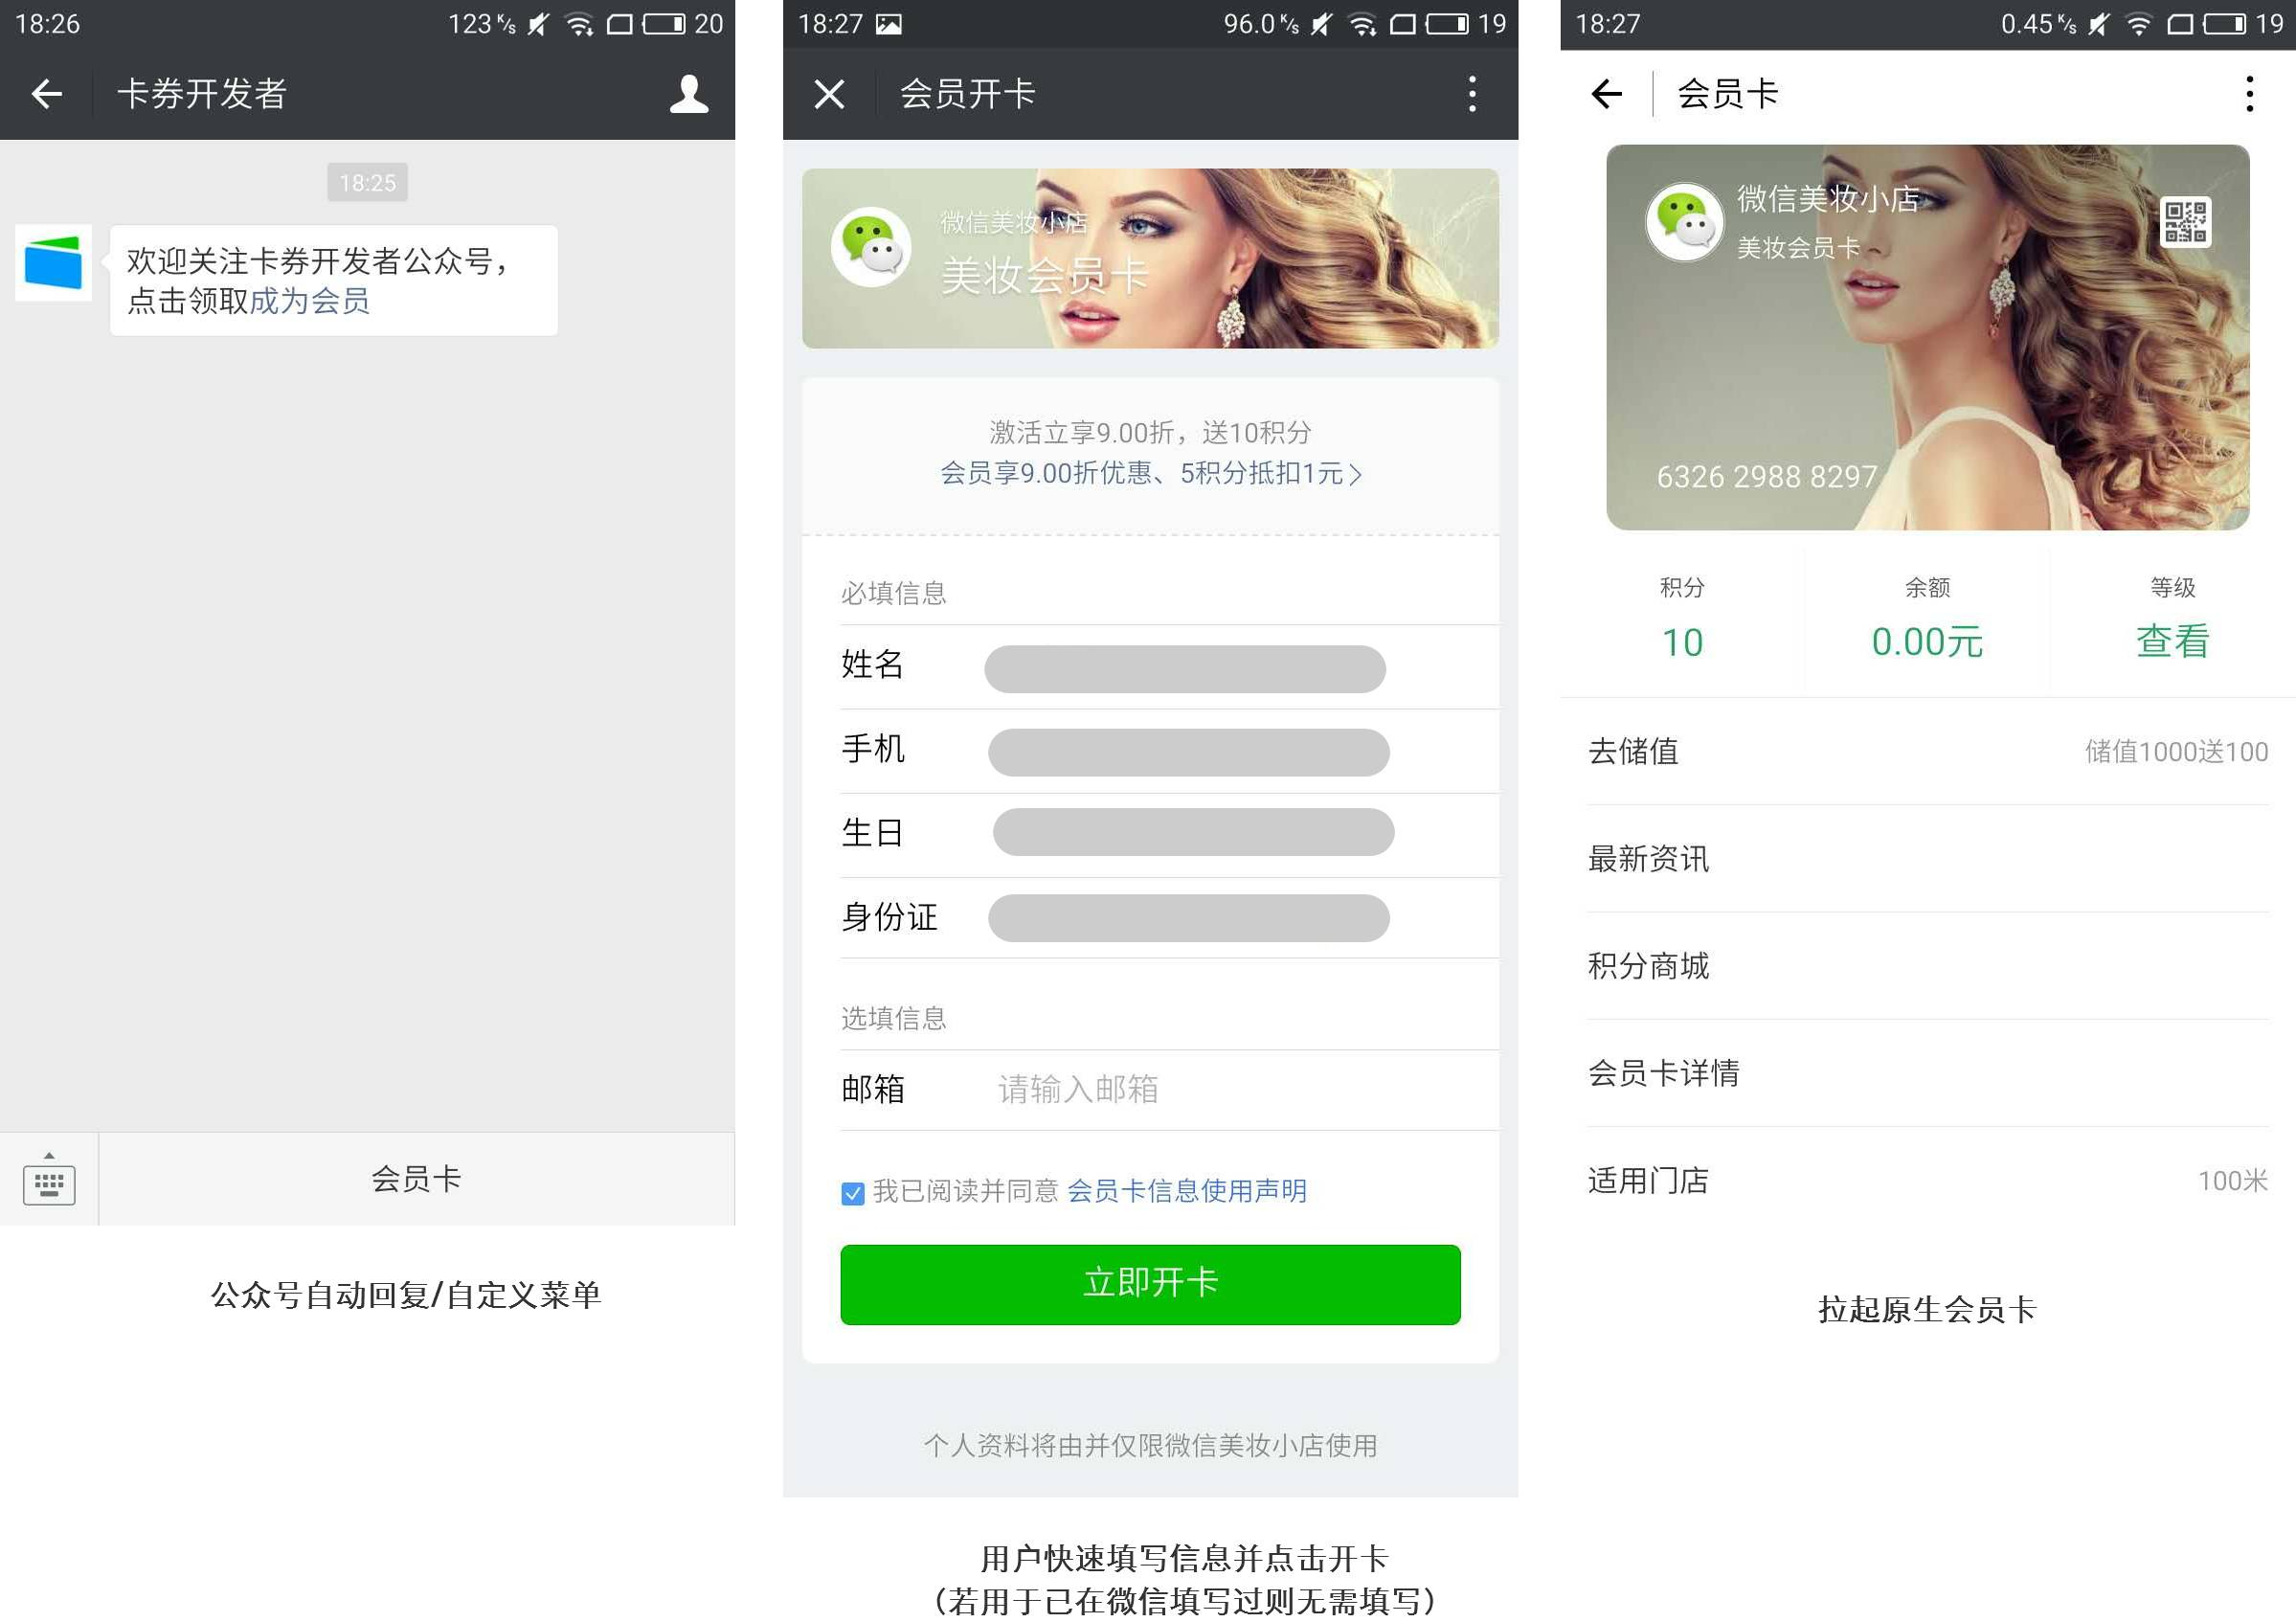 18:26
123 K/s
20
卡券开发者
18:25
欢迎关注卡券开发者公众号，
点击领取成为会员
会员卡
公众号自动回复/自定义菜单
18:27
96.0 K/s
19
会员开卡
微信美妆小店
美妆会员卡
激活立享9.00折，送10积分
会员享9.00折优惠、5积分抵扣1元
必填信息
姓名
手机
生日
身份证
选填信息
邮箱 请输入邮箱
我已阅读并同意 会员卡信息使用声明
立即开卡
个人资料将由并仅限微信美妆小店使用
用户快速填写信息并点击开卡
（若用于已在微信填写过则无需填写）
18:27
0.45 K/s
19
会员卡
微信美妆小店
美妆会员卡
6326 2988 8297
积分 余额 等级
10 0.00元 查看
去储值 储值1000送100
最新资讯
积分商城
会员卡详情
适用门店 100米
拉起原生会员卡